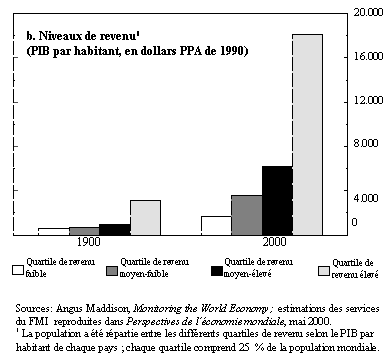 b. Niveaux de revenu¹
(PIB par habitant, en dollars PPA de 1990)
20.000
16.000
12.000
8.000
4.000
0
1900
2000
Quartile de revenu faible
Quartile de revenu moyen-faible
Quartile de revenu moyen-élevé
Quartile de revenu élevé
Sources: Angus Maddison, Monitoring the World Economy; estimations des services
du FMI reproduites dans Perspectives de l'économie mondiale, mai 2000.
¹ La population a été répartie entre les différents quartiles de revenu selon le PIB par
habitant de chaque pays ; chaque quartile comprend 25 % de la population mondiale.